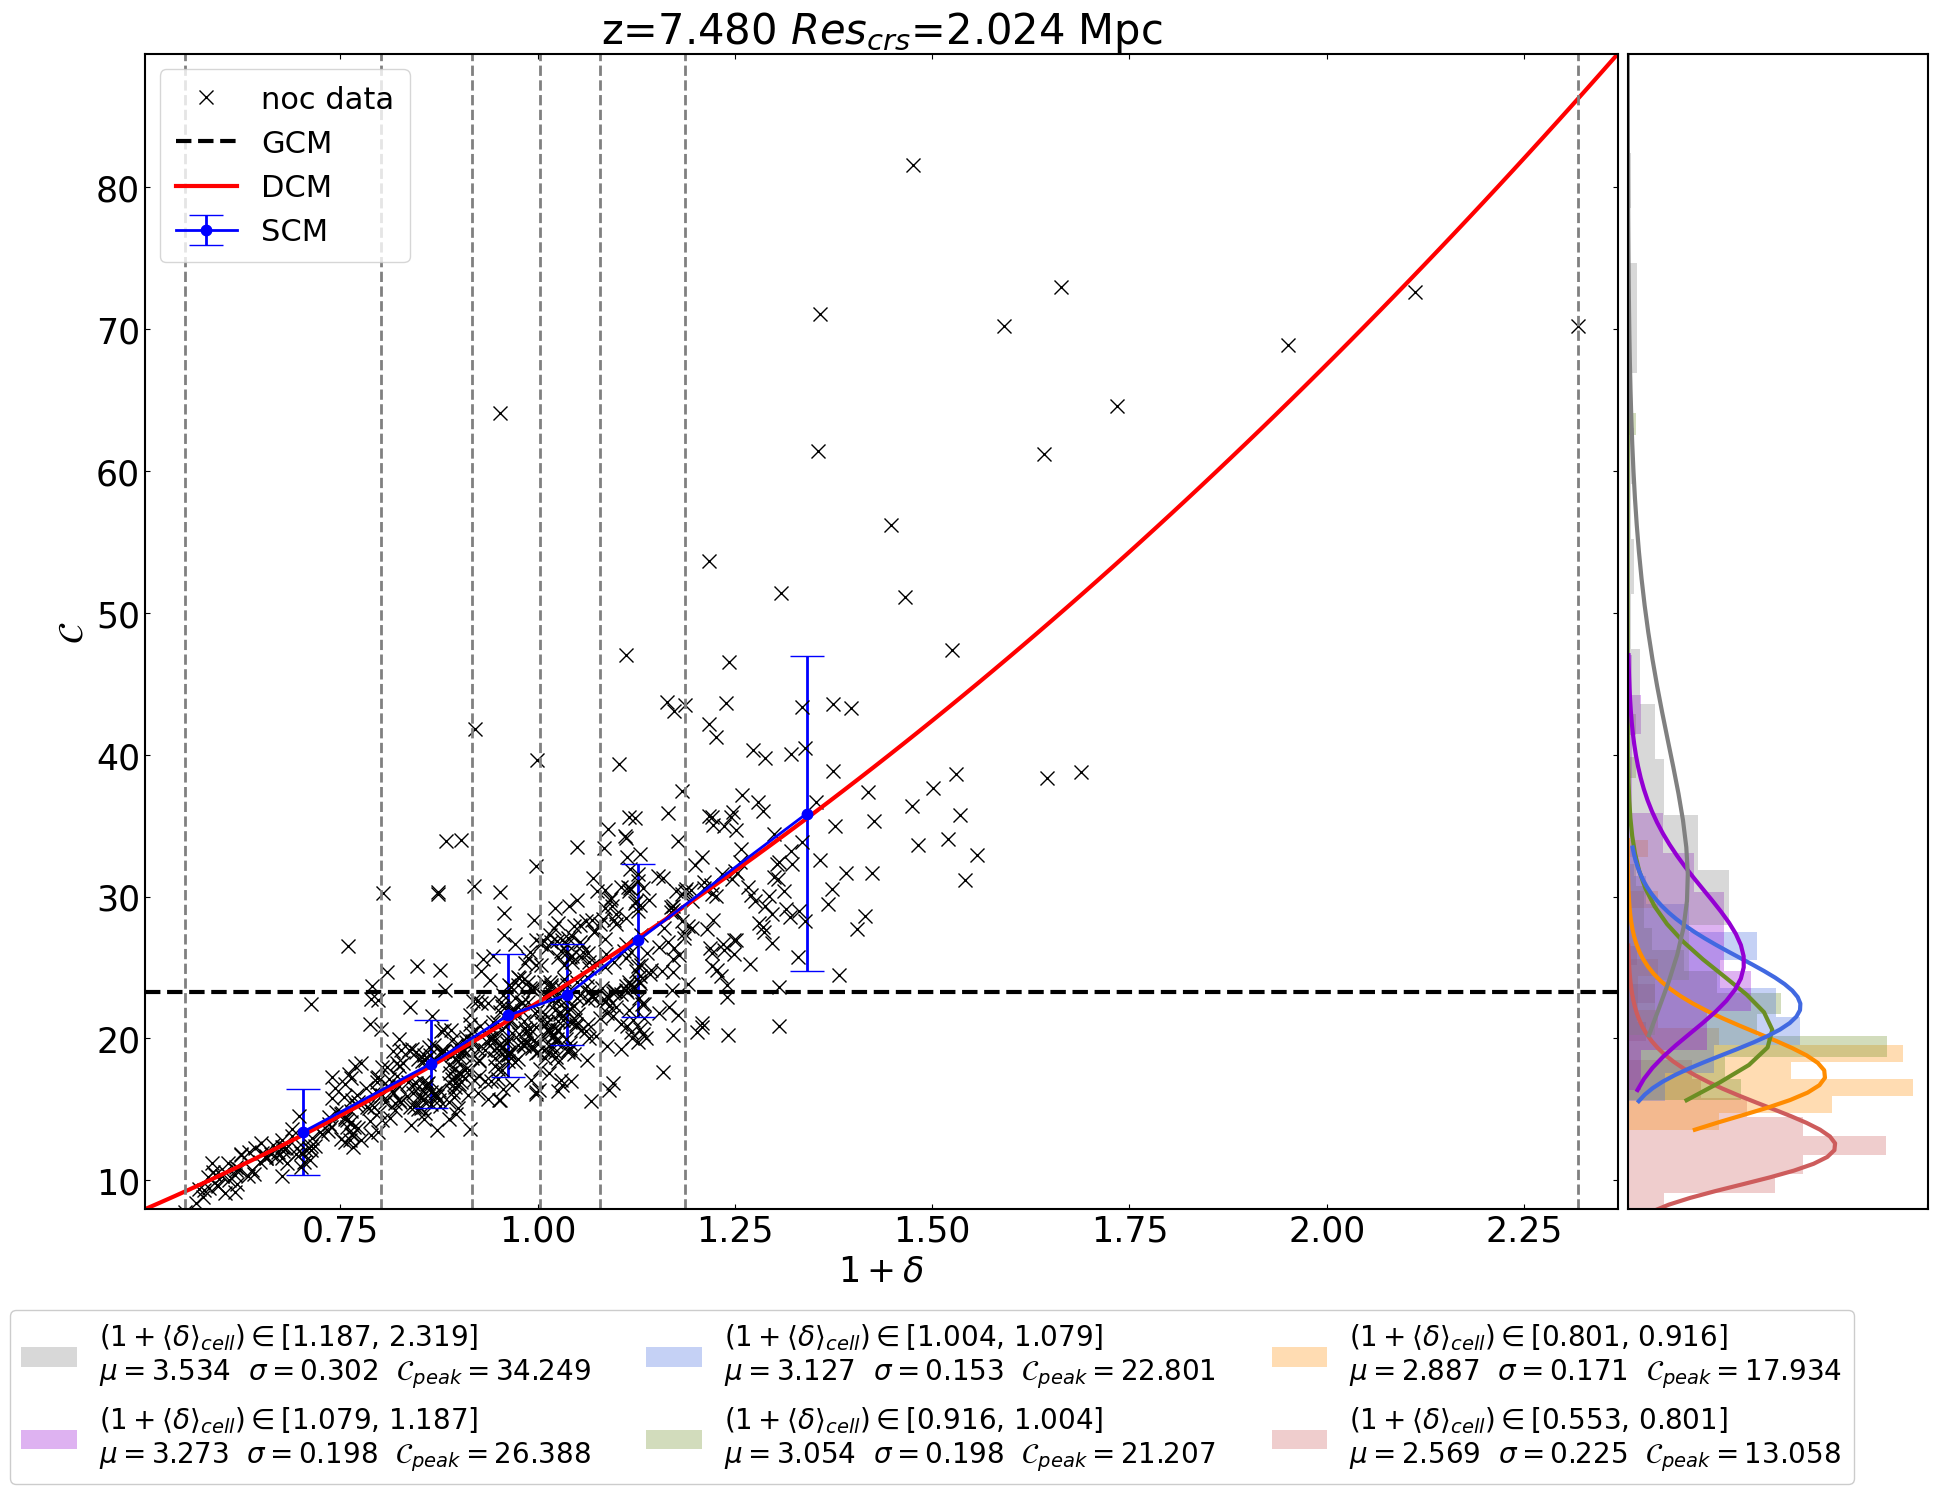 z=7.480 Res_crs=2.024 Mpc
noc data
GCM
DCM
SCM
80
70
60
50
40
30
20
10
𝒞
0.75 1.00 1.25 1.50 1.75 2.00 2.25
1 + δ
(1 + ⟨δ⟩_cell) ∈ [1.187, 2.319]
μ = 3.534 σ = 0.302 𝒞_peak = 34.249
(1 + ⟨δ⟩_cell) ∈ [1.079, 1.187]
μ = 3.273 σ = 0.198 𝒞_peak = 26.388
(1 + ⟨δ⟩_cell) ∈ [1.004, 1.079]
μ = 3.127 σ = 0.153 𝒞_peak = 22.801
(1 + ⟨δ⟩_cell) ∈ [0.916, 1.004]
μ = 3.054 σ = 0.198 𝒞_peak = 21.207
(1 + ⟨δ⟩_cell) ∈ [0.801, 0.916]
μ = 2.887 σ = 0.171 𝒞_peak = 17.934
(1 + ⟨δ⟩_cell) ∈ [0.553, 0.801]
μ = 2.569 σ = 0.225 𝒞_peak = 13.058